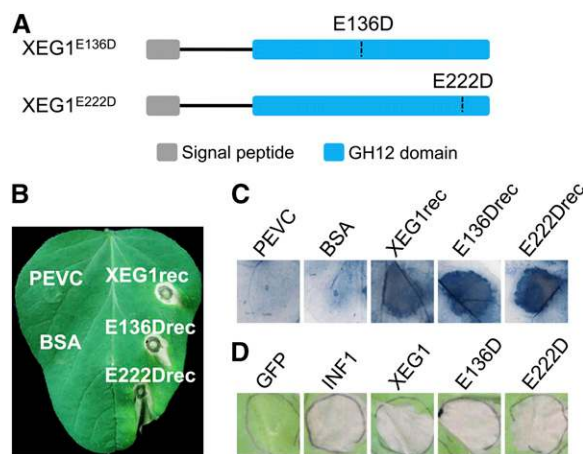 A
E136D
XEG1E136D
E222D
XEG1E222D
Signal peptide GH12 domain
B
PEVC XEG1rec
BSA E136Drec
E222Drec
C
PEVC BSA XEG1rec E136Drec E222Drec
D
GFP INF1 XEG1 E136D E222D